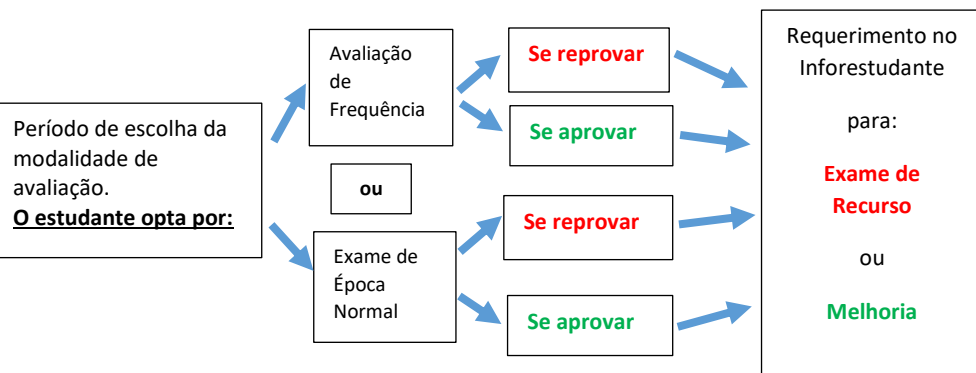 Período de escolha da
modalidade de
avaliação.
O estudante opta por:
Avaliação
de
Frequência
ou
Exame de
Época
Normal
Se reprovar
Se aprovar
Se reprovar
Se aprovar
Requerimento no
Inforestudante
para:
Exame de
Recurso
ou
Melhoria